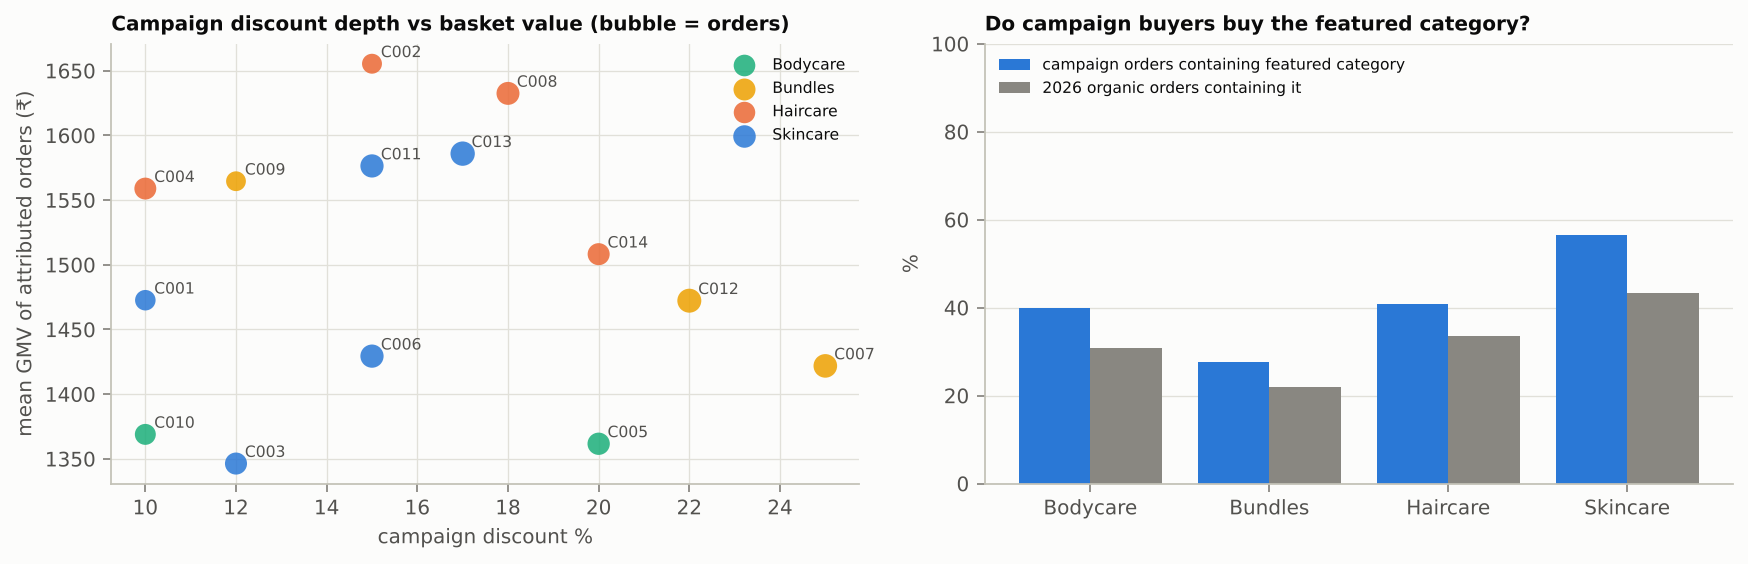 Campaign discount depth vs basket value (bubble = orders)
mean GMV of attributed orders (₹)
1650
1600
1550
1500
1450
1400
1350
C002
C008
C013
C011
C004
C009
C014
C001
C012
C006
C007
C010
C005
C003
Bodycare
Bundles
Haircare
Skincare
10 12 14 16 18 20 22 24
campaign discount %
Do campaign buyers buy the featured category?
%
100
80
60
40
20
0
campaign orders containing featured category
2026 organic orders containing it
Bodycare Bundles Haircare Skincare